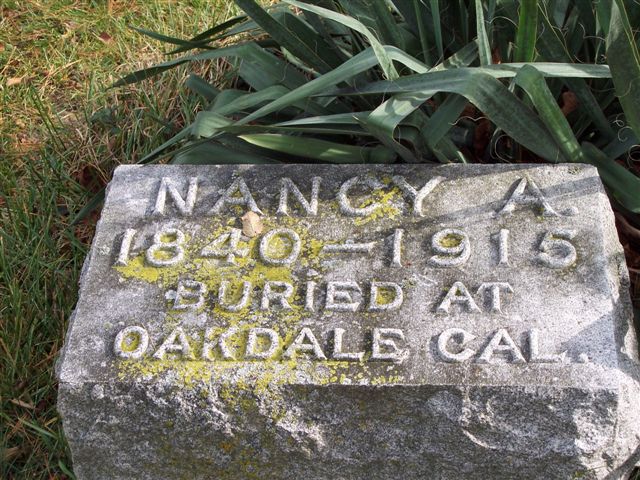 NANCY A.
1840-1915
BURIED AT
OAKDALE CAL.